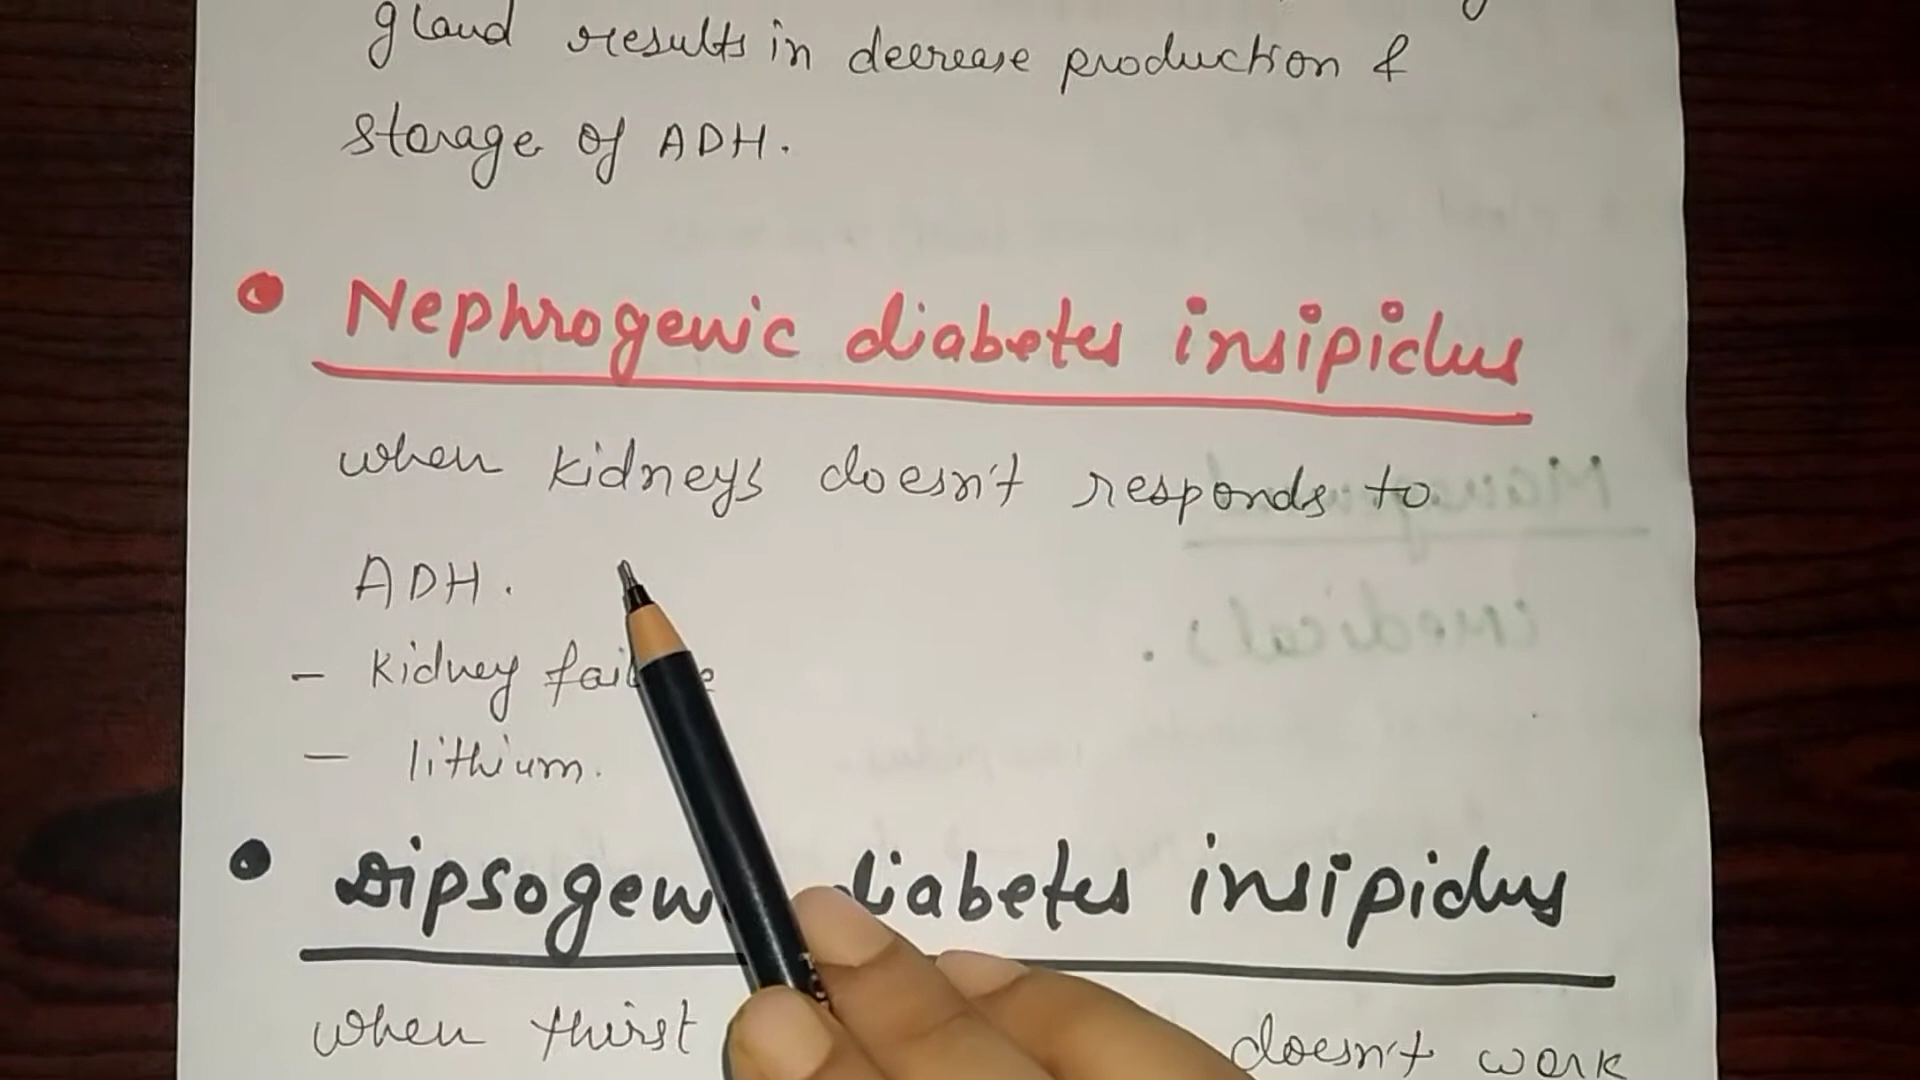 gland results in decrease production &
storage of ADH.
• Nephrogenic diabetes insipidus
when kidneys doesn't responds to
ADH.
- kidney
- lithium.
• diabetes insipidus
when thirst doesn't work